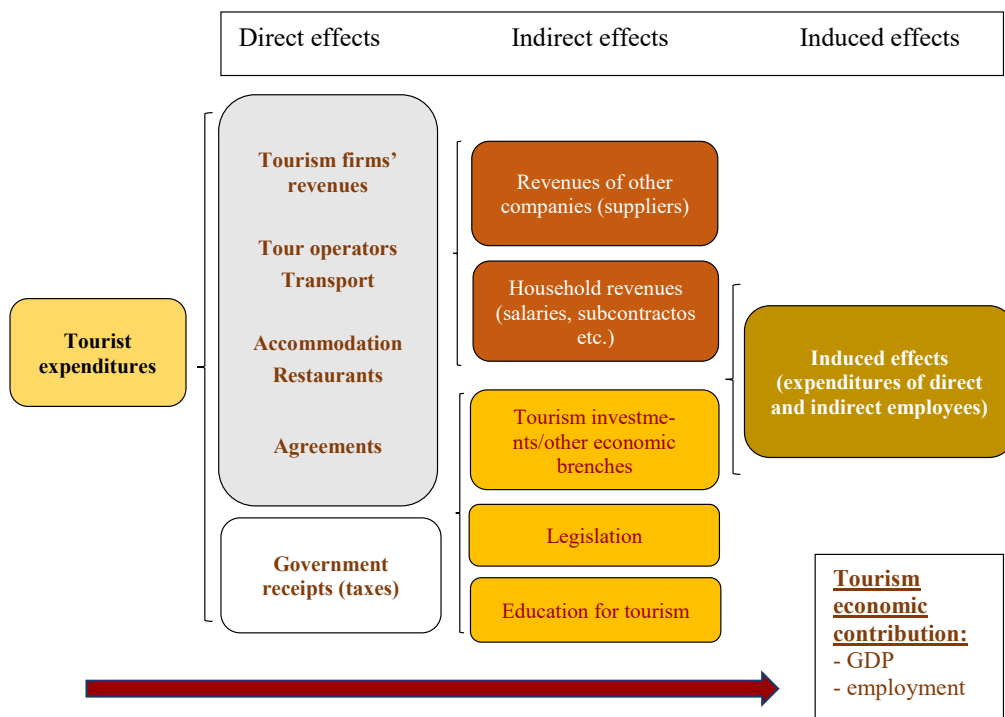 Direct effects Indirect effects Induced effects
Tourist
expenditures
Tourism firms’
revenues
Tour operators
Transport
Accommodation
Restaurants
Agreements
Government
receipts (taxes)
Revenues of other
companies (suppliers)
Household revenues
(salaries, subcontractos
etc.)
Tourism investme-
nts/other economic
brenches
Legislation
Education for tourism
Induced effects
(expenditures of direct
and indirect employees)
Tourism
economic
contribution:
- GDP
- employment